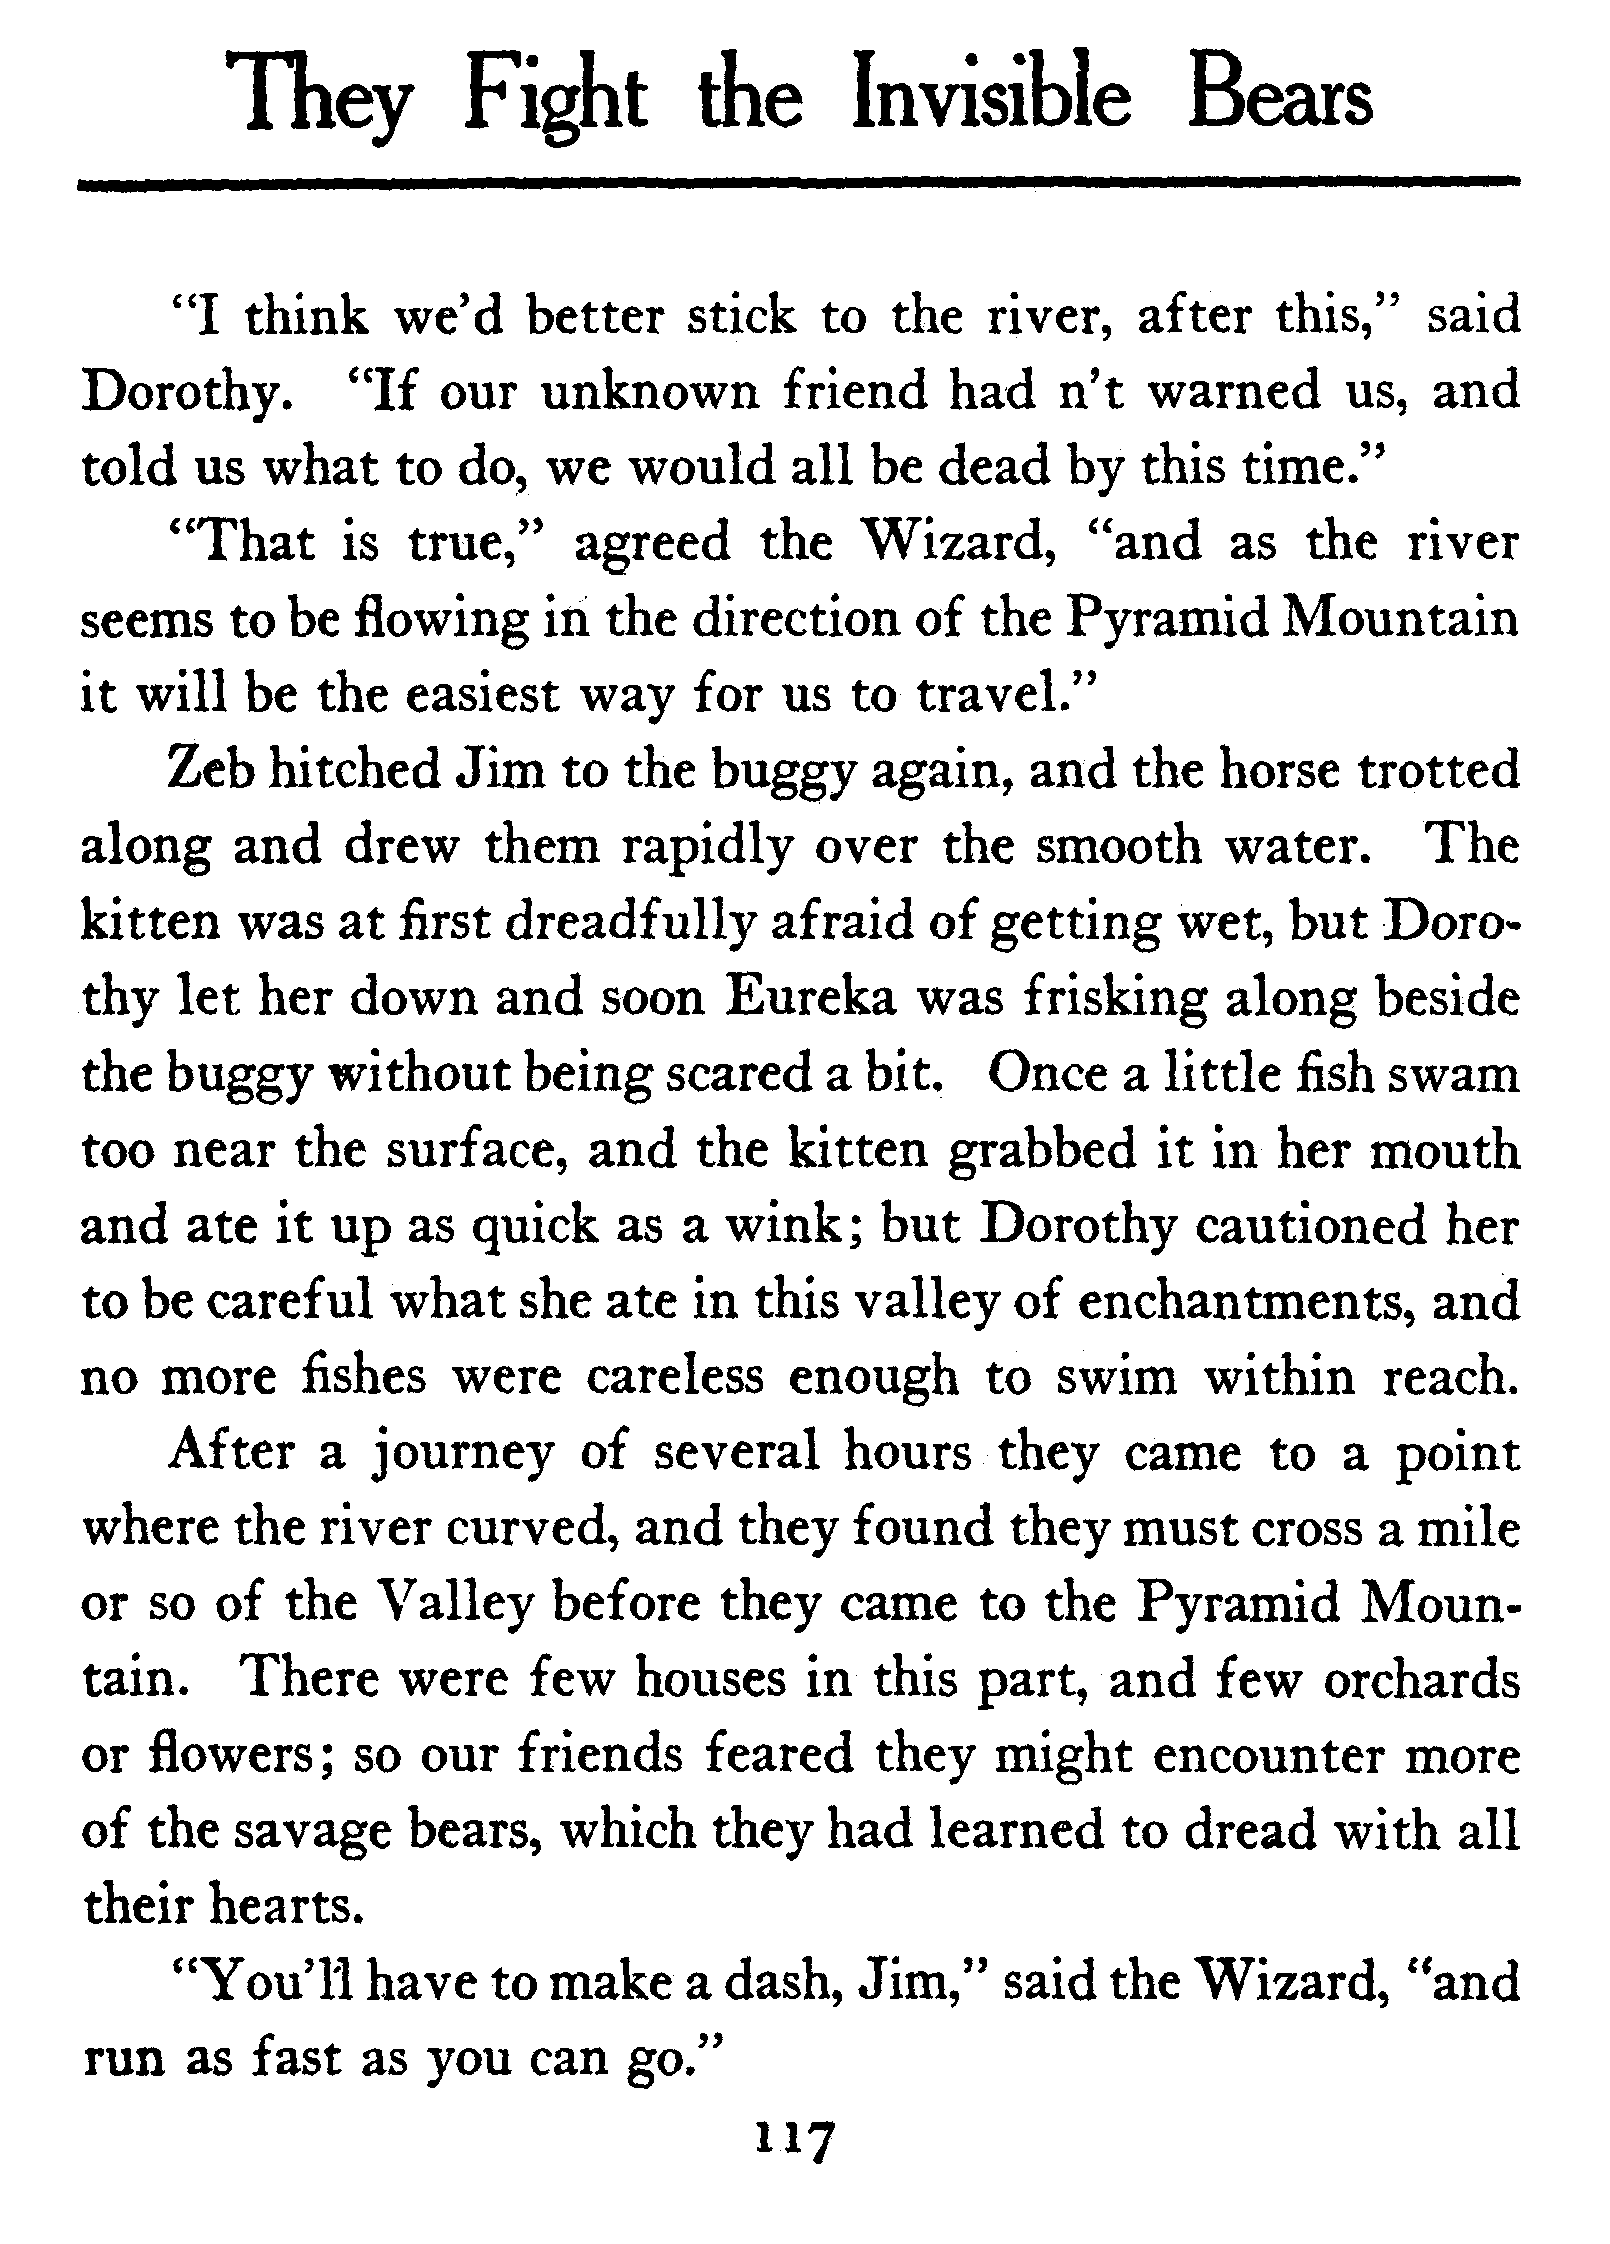 They Fight the Invisible Bears
“I think we’d better stick to the river, after this,” said
Dorothy. “If our unknown friend had n’t warned us, and
told us what to do, we would all be dead by this time.”
“That is true,” agreed the Wizard, “and as the river
seems to be flowing in the direction of the Pyramid Mountain
it will be the easiest way for us to travel.”
Zeb hitched Jim to the buggy again, and the horse trotted
along and drew them rapidly over the smooth water. The
kitten was at first dreadfully afraid of getting wet, but Doro-
thy let her down and soon Eureka was frisking along beside
the buggy without being scared a bit. Once a little fish swam
too near the surface, and the kitten grabbed it in her mouth
and ate it up as quick as a wink; but Dorothy cautioned her
to be careful what she ate in this valley of enchantments, and
no more fishes were careless enough to swim within reach.
After a journey of several hours they came to a point
where the river curved, and they found they must cross a mile
or so of the Valley before they came to the Pyramid Moun-
tain. There were few houses in this part, and few orchards
or flowers; so our friends feared they might encounter more
of the savage bears, which they had learned to dread with all
their hearts.
“You’ll have to make a dash, Jim,” said the Wizard, “and
run as fast as you can go.”
117